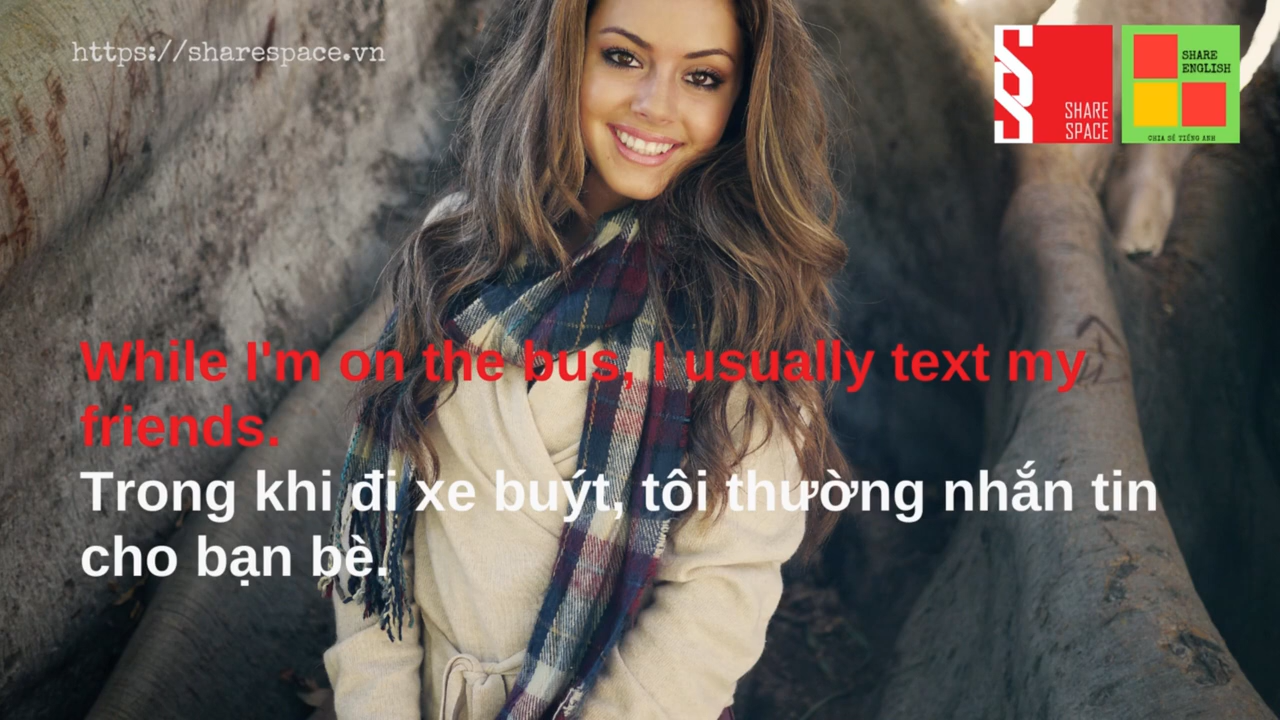 https://sharespace.vn
SHARE
SPACE
SHARE
ENGLISH
CHIA SẺ TIẾNG ANH
While I'm on the bus, I usually text my
friends.
Trong khi đi xe buýt, tôi thường nhắn tin
cho bạn bè.